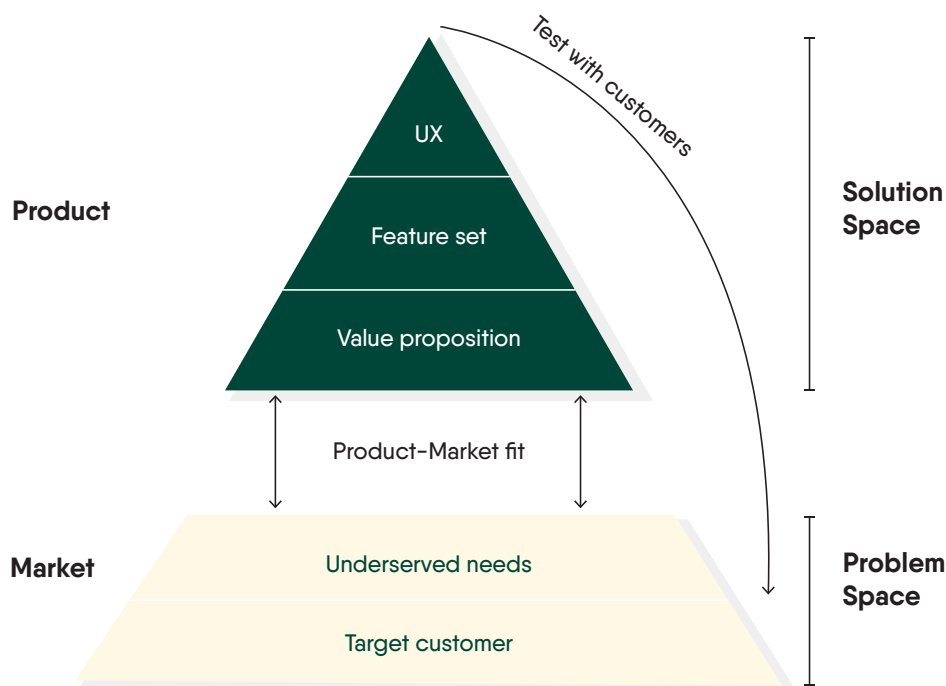 Test with customers
UX
Product
Solution
Space
Feature set
Value proposition
Product-Market fit
Market
Underserved needs
Problem
Space
Target customer